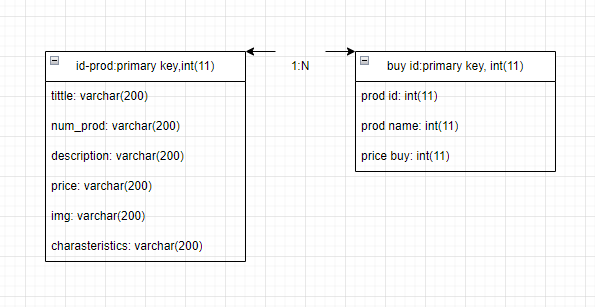 id-prod:primary key,int(11)
tittle: varchar(200)
num_prod: varchar(200)
description: varchar(200)
price: varchar(200)
img: varchar(200)
charasteristics: varchar(200)
1:N
buy id:primary key, int(11)
prod id: int(11)
prod name: int(11)
price buy: int(11)